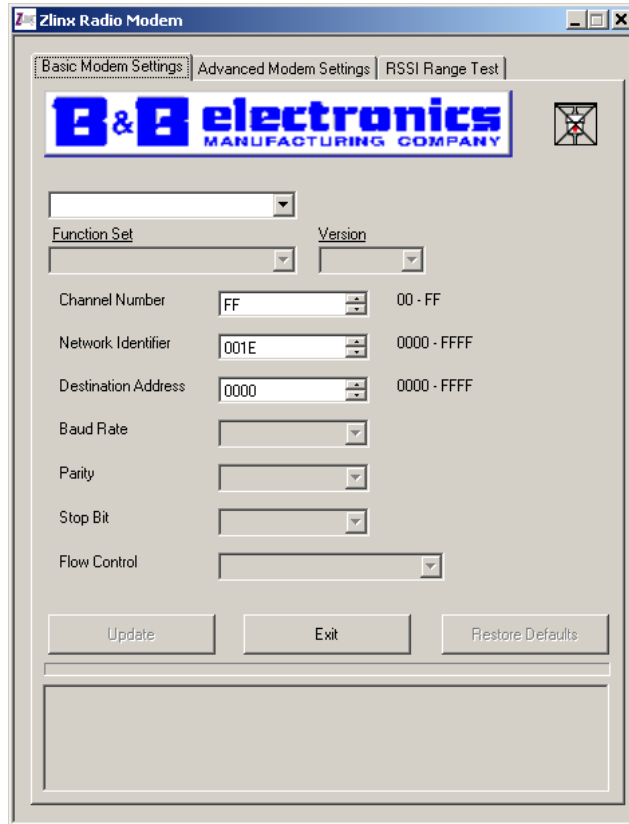 Zlinx Radio Modem
Basic Modem Settings Advanced Modem Settings RSSI Range Test
B&B electronics
MANUFACTURING COMPANY
Function Set Version
Channel Number FF 00 - FF
Network Identifier 001E 0000 - FFFF
Destination Address 0000 0000 - FFFF
Baud Rate
Parity
Stop Bit
Flow Control
Update Exit Restore Defaults